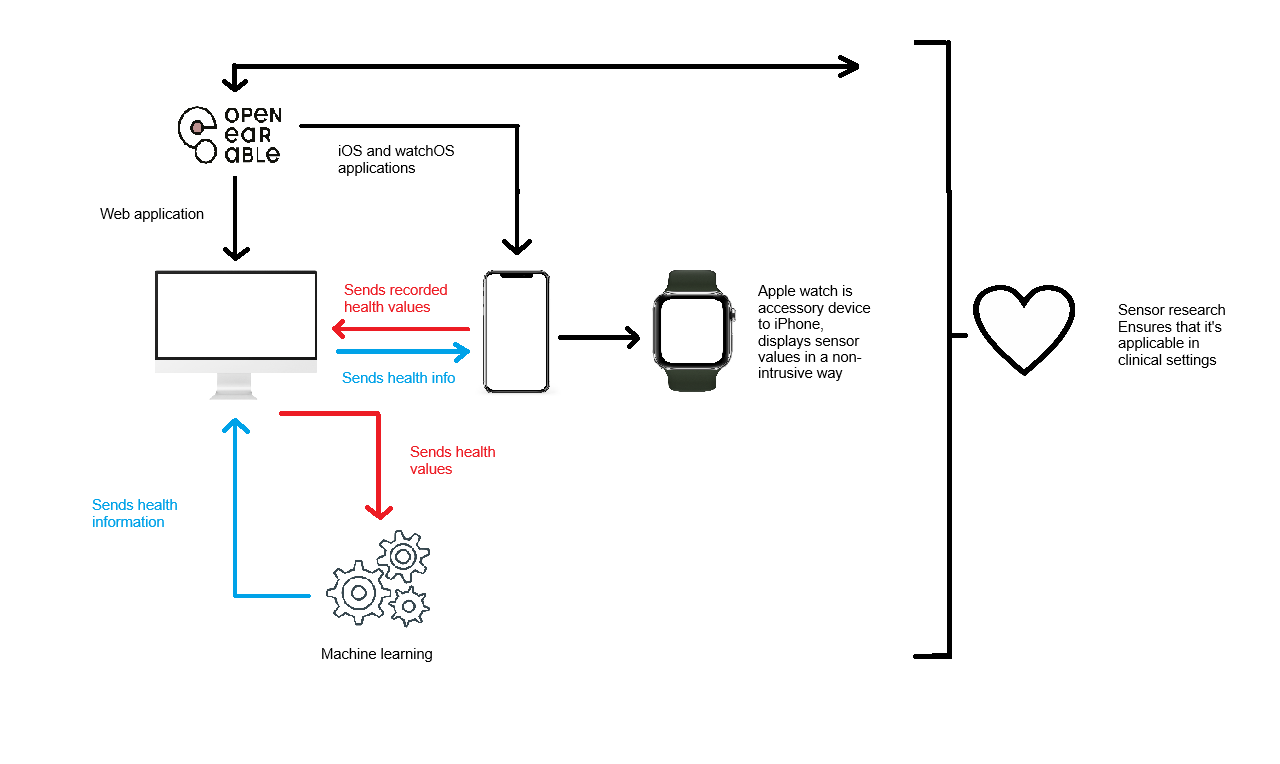 OPEN
EAR
ABLE
iOS and watchOS
applications
Web application
Sends recorded
health values
Sends health info
Apple watch is
accessory device
to iPhone,
displays sensor
values in a non-
intrusive way
Sensor research
Ensures that it's
applicable in
clinical settings
Sends health
values
Sends health
information
Machine learning